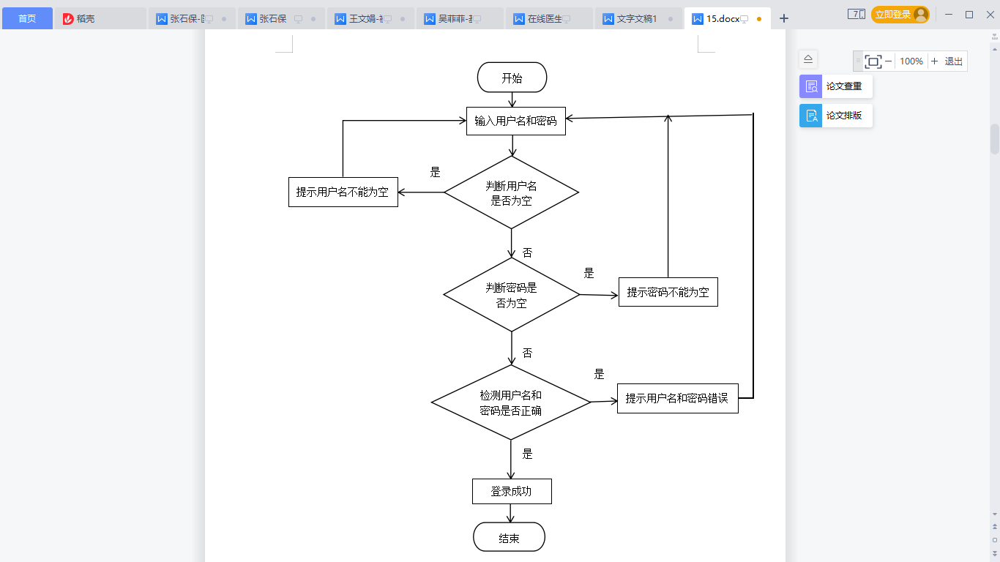 首页
稻壳
张石保-医
张石保
王文娟-社
吴菲菲-基
在线医生
文字文稿1
15.docx
7
立即登录
100%
退出
论文查重
论文排版
开始
输入用户名和密码
是
判断用户名
是否为空
提示用户名不能为空
否
是
判断密码是
否为空
提示密码不能为空
否
是
检测用户名和
密码是否正确
提示用户名和密码错误
是
登录成功
结束